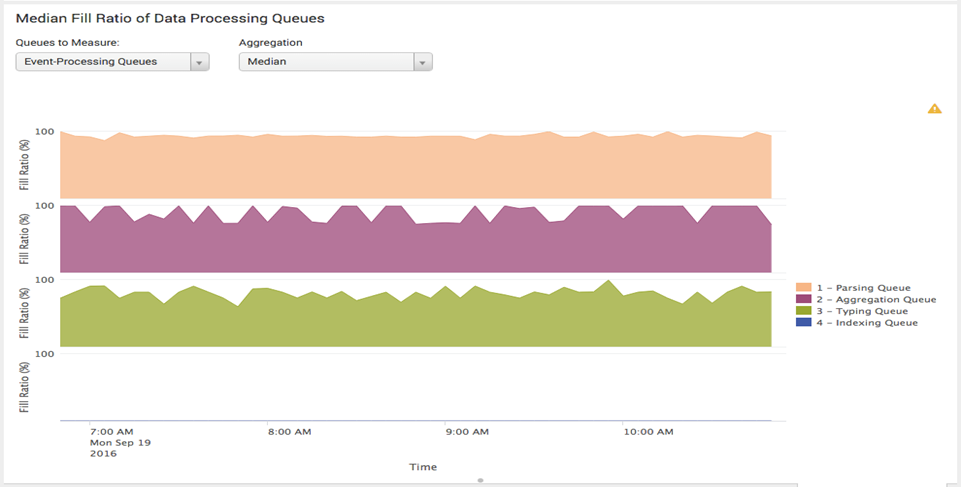 Median Fill Ratio of Data Processing Queues
Queues to Measure:
Aggregation
Event-Processing Queues
Median
100
Fill Ratio (%)
100
Fill Ratio (%)
100
Fill Ratio (%)
100
Fill Ratio (%)
1 – Parsing Queue
2 – Aggregation Queue
3 – Typing Queue
4 – Indexing Queue
7:00 AM
Mon Sep 19
2016
8:00 AM
9:00 AM
10:00 AM
Time